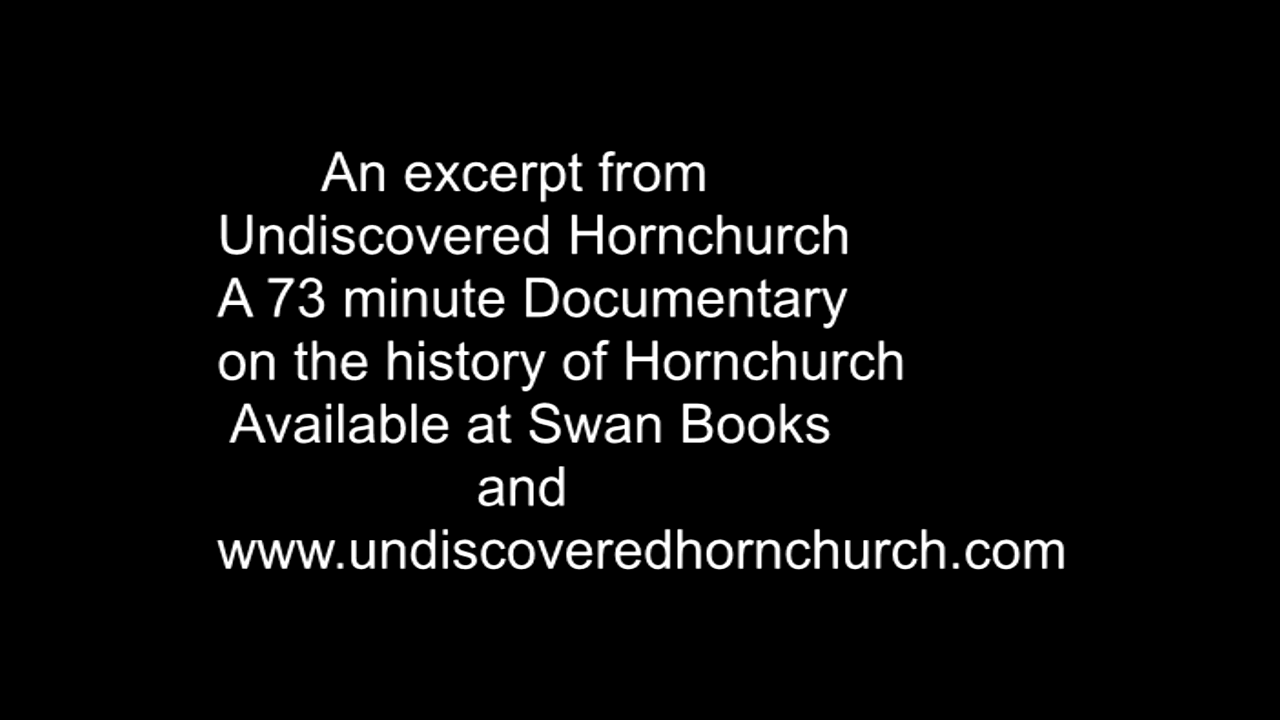 An excerpt from
Undiscovered Hornchurch
A 73 minute Documentary
on the history of Hornchurch
Available at Swan Books
and
www.undiscoveredhornchurch.com